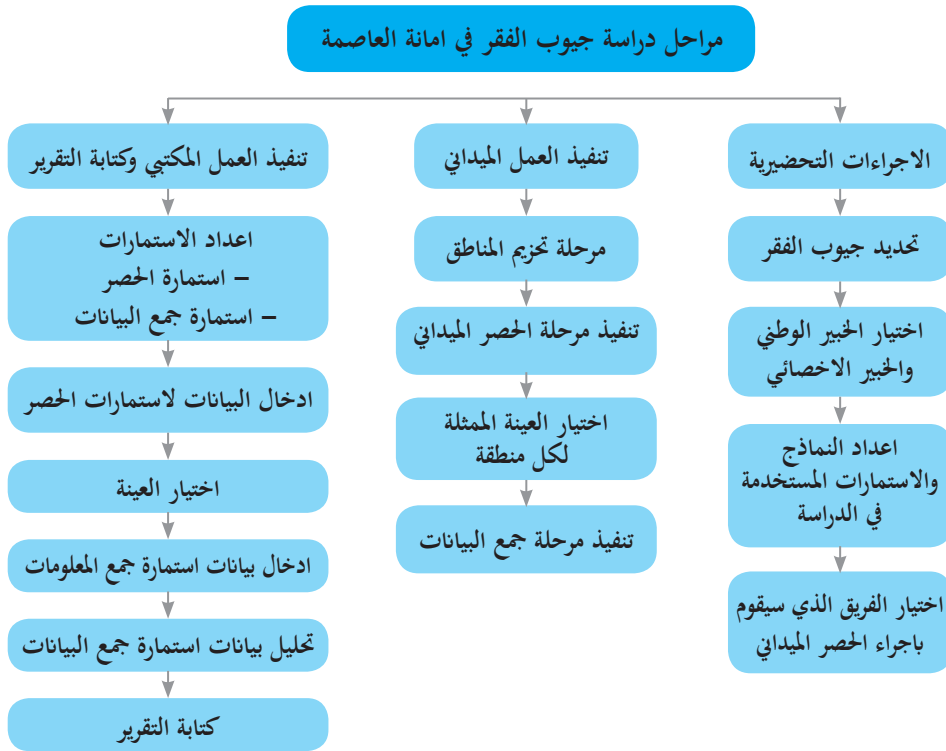 مراحل دراسة جيوب الفقر في امانة العاصمة
الاجراءات التحضيرية
تحديد جيوب الفقر
اختيار الخبير الوطني
والخبير الاخصائي
اعداد النماذج
والاستمارات المستخدمة
في الدراسة
اختيار الفريق الذي سيقوم
باجراء الحصر الميداني
تنفيذ العمل الميداني
مرحلة تحزيم المناطق
تنفيذ مرحلة الحصر الميداني
اختيار العينة الممثلة
لكل منطقة
تنفيذ مرحلة جمع البيانات
تنفيذ العمل المكتبي وكتابة التقرير
اعداد الاستمارات
– استمارة الحصر
– استمارة جمع البيانات
ادخال البيانات لاستمارات الحصر
اختيار العينة
ادخال بيانات استمارة جمع المعلومات
تحليل بيانات استمارة جمع البيانات
كتابة التقرير